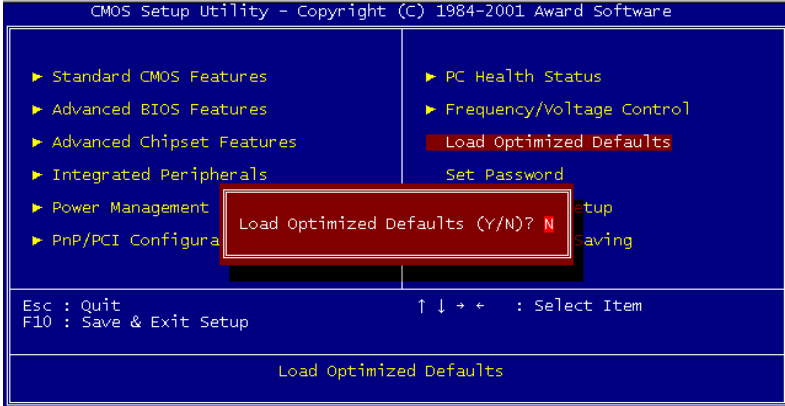 CMOS Setup Utility – Copyright (C) 1984–2001 Award Software
► Standard CMOS Features
► Advanced BIOS Features
► Advanced Chipset Features
► Integrated Peripherals
► Power Management
► PnP/PCI Configura
► PC Health Status
► Frequency/Voltage Control
Load Optimized Defaults
Set Password
etup
Saving
Load Optimized Defaults (Y/N)? N
Esc : Quit
F10 : Save & Exit Setup
↑ ↓ → ← : Select Item
Load Optimized Defaults